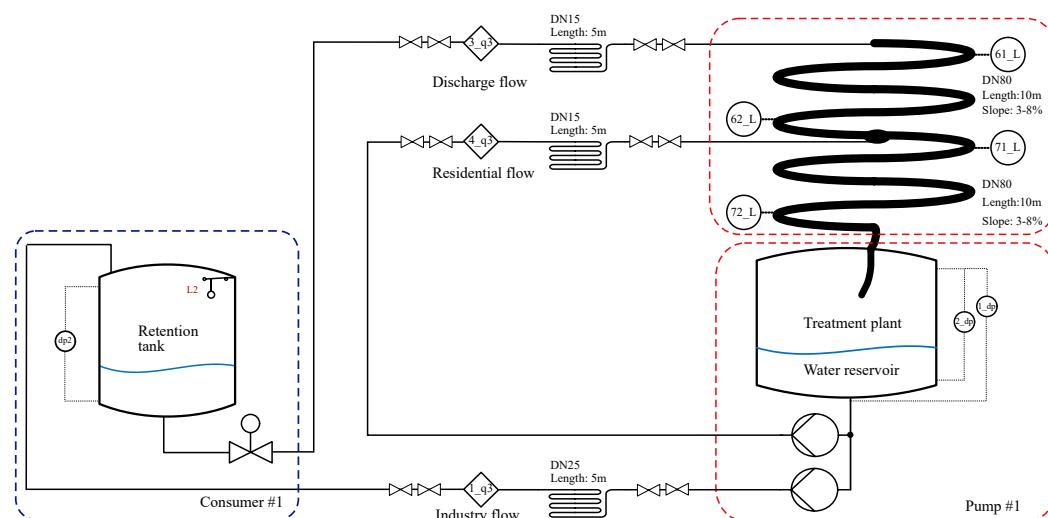 DN15
Length: 5m
3_q3
Discharge flow
61_L
DN80
Length:10m
Slope: 3-8%
62_L
DN15
Length: 5m
4_q3
Residential flow
71_L
DN80
Length:10m
Slope: 3-8%
72_L
L2
dp2
Retention
tank
Treatment plant
Water reservoir
1_dp
2_dp
DN25
Length: 5m
1_q3
Industry flow
Consumer #1
Pump #1